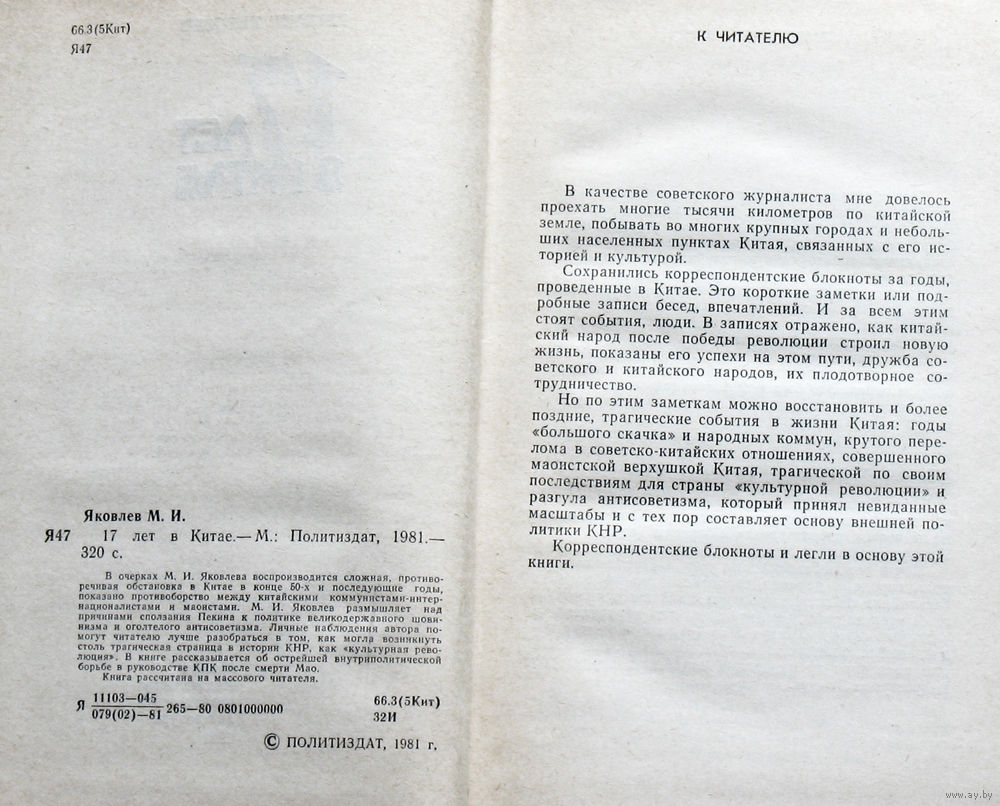 66.3(5Кит)
Я47
Яковлев М. И.
Я47 17 лет в Китае.— М.: Политиздат, 1981.—
320 с.
В очерках М. И. Яковлева воспроизводится сложная, противо-
речивая обстановка в Китае в конце 50-х и последующие годы,
показано противоборство между китайскими коммунистами-интер-
националистами и маоистами. М. И. Яковлев размышляет над
причинами сползания Пекина к политике великодержавного шови-
низма и оголтелого антисоветизма. Личные наблюдения автора по-
могут читателю лучше разобраться в том, как могла возникнуть
столь трагическая страница в истории КНР, как «культурная рево-
люция». В книге рассказывается об острейшей внутриполитической
борьбе в руководстве КПК после смерти Мао.
Книга рассчитана на массового читателя.
Я 11103—045
079(02)—81 265—80 0801000000
66.3(5Кит)
32И
© ПОЛИТИЗДАТ, 1981 г.
К ЧИТАТЕЛЮ
В качестве советского журналиста мне довелось
проехать многие тысячи километров по китайской
земле, побывать во многих крупных городах и неболь-
ших населенных пунктах Китая, связанных с его ис-
торией и культурой.
Сохранились корреспондентские блокноты за годы,
проведенные в Китае. Это короткие заметки или под-
робные записи бесед, впечатлений. И за всем этим
стоят события, люди. В записях отражено, как китай-
ский народ после победы революции строил новую
жизнь, показаны его успехи на этом пути, дружба со-
ветского и китайского народов, их плодотворное со-
трудничество.
Но по этим заметкам можно восстановить и более
поздние, трагические события в жизни Китая: годы
«большого скачка» и народных коммун, крутого пере-
лома в советско-китайских отношениях, совершенного
маоистской верхушкой Китая, трагической по своим
последствиям для страны «культурной революции» и
разгула антисоветизма, который принял невиданные
масштабы и с тех пор составляет основу внешней по-
литики КНР.
Корреспондентские блокноты и легли в основу этой
книги.
www.ay.by